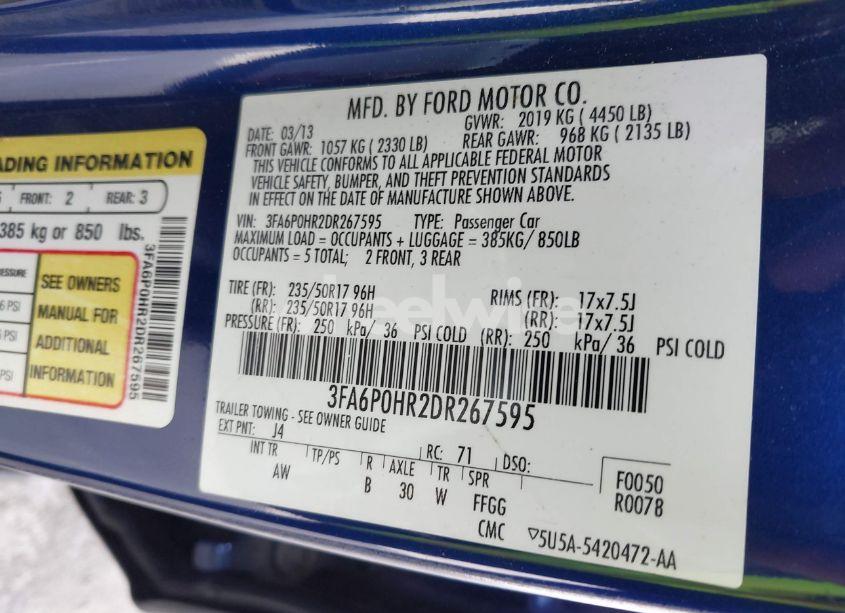 ADING INFORMATION
FRONT: 2 REAR: 3
385 kg or 850 lbs.
PSI
PSI
SEE OWNERS
MANUAL FOR
ADDITIONAL
INFORMATION
3FA6P0HR2DR267595
MFD. BY FORD MOTOR CO.
DATE: 03/13 GVWR: 2019 KG ( 4450 LB)
FRONT GAWR: 1057 KG ( 2330 LB) REAR GAWR: 968 KG ( 2135 LB)
THIS VEHICLE CONFORMS TO ALL APPLICABLE FEDERAL MOTOR
VEHICLE SAFETY, BUMPER, AND THEFT PREVENTION STANDARDS
IN EFFECT ON THE DATE OF MANUFACTURE SHOWN ABOVE.
VIN: 3FA6P0HR2DR267595 TYPE: Passenger Car
MAXIMUM LOAD = OCCUPANTS + LUGGAGE = 385KG/ 850LB
OCCUPANTS = 5 TOTAL; 2 FRONT, 3 REAR
TIRE (FR): 235/50R17 96H RIMS (FR): 17x7.5J
(RR): 235/50R17 96H (RR): 17x7.5J
PRESSURE (FR): 250 kPa/ 36 PSI COLD (RR): 250 kPa/ 36 PSI COLD
3FA6P0HR2DR267595
TRAILER TOWING - SEE OWNER GUIDE
EXT PNT: J4 RC: 71 DSO: F0050
INT TR TP/PS R AXLE TR SPR R0078
AW B 30 W FFGG
CMC ▽5U5A-5420472-AA